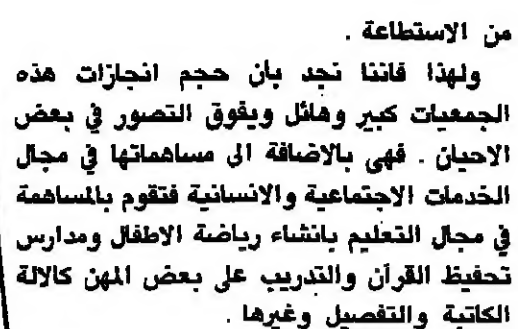 من الاستطاعة .
ولهذا فاننا نجد بان حجم انجازات هذه
الجمعيات كبير وهائل ويفوق التصور في بعض
الاحيان . فهى بالاضافة الى مساهماتها في مجال
الخدمات الاجتماعية والانسانية فتقوم بالمساهمة
في مجال التعليم بانشاء رياضة الاطفال ومدارس
تحفيظ القرآن والتدريب على بعض المهن كالالة
الكاتبة والتفصيل وغيرها .